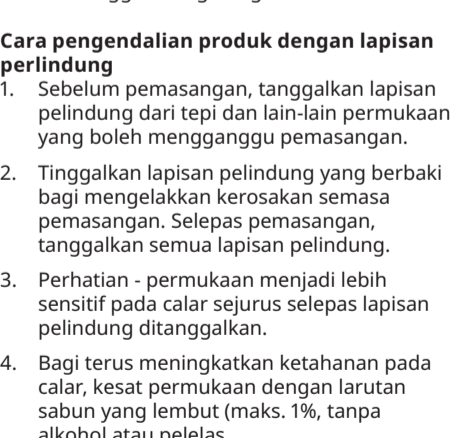 Cara pengendalian produk dengan lapisan
perlindung
1. Sebelum pemasangan, tanggalkan lapisan
pelindung dari tepi dan lain-lain permukaan
yang boleh mengganggu pemasangan.
2. Tinggalkan lapisan pelindung yang berbaki
bagi mengelakkan kerosakan semasa
pemasangan. Selepas pemasangan,
tanggalkan semua lapisan pelindung.
3. Perhatian - permukaan menjadi lebih
sensitif pada calar sejurus selepas lapisan
pelindung ditanggalkan.
4. Bagi terus meningkatkan ketahanan pada
calar, kesat permukaan dengan larutan
sabun yang lembut (maks. 1%, tanpa
alkohol atau pelelas